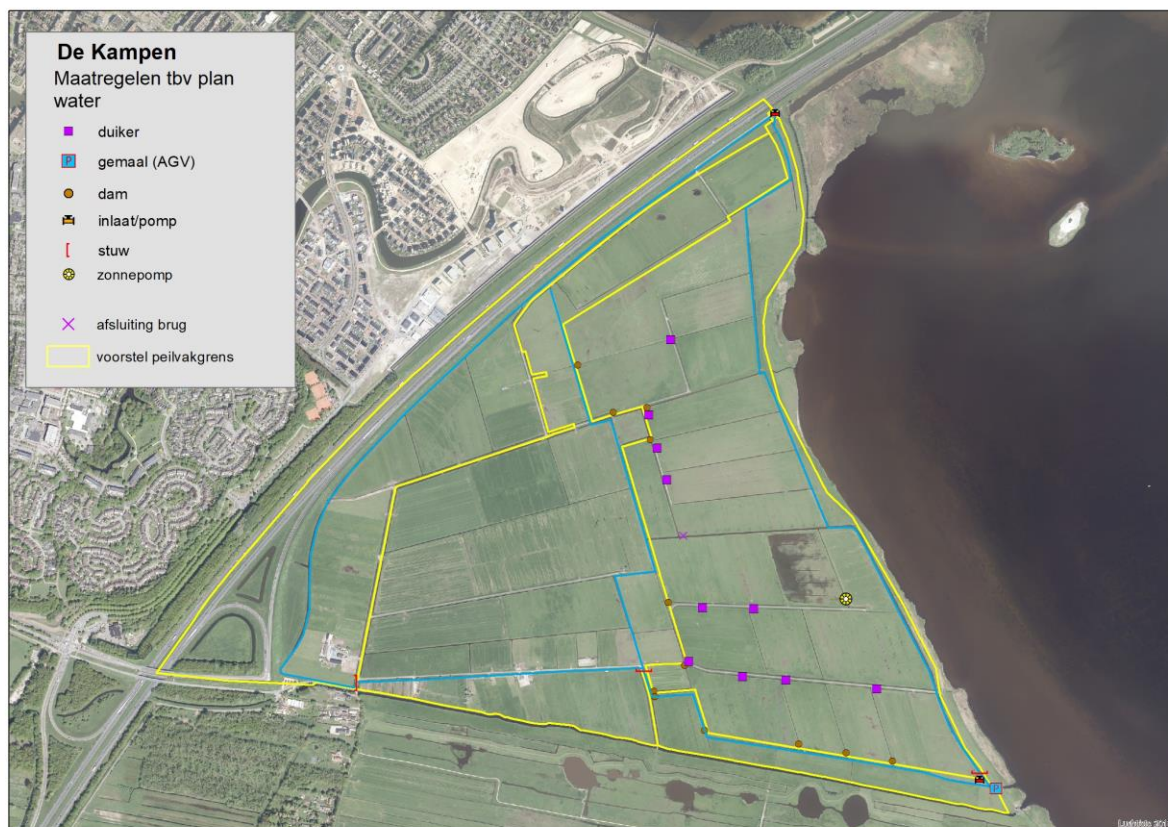 De Kampen
Maatregelen tbv plan
water
duiker
P
gemaal (AGV)
dam
inlaat/pomp
stuw
zonnepomp
afsluiting brug
voorstel peilvakgrens
P